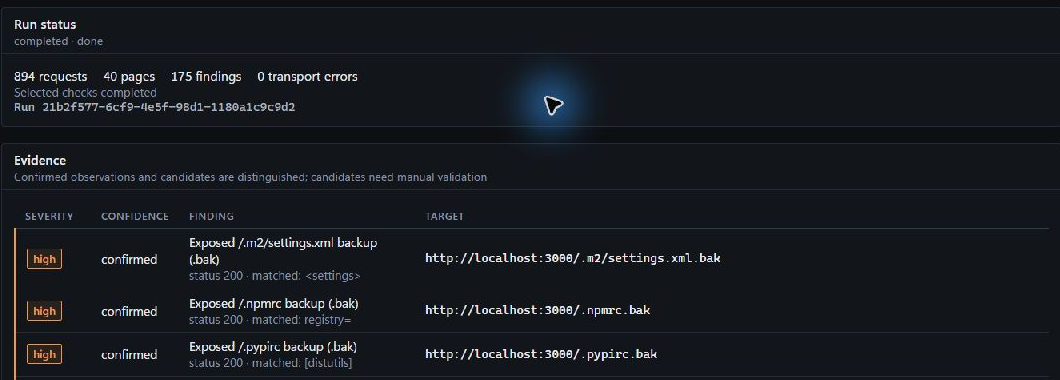 Run status
completed · done
894 requests 40 pages 175 findings 0 transport errors
Selected checks completed
Run 21b2f577-6cf9-4e5f-98d1-1180a1c9c9d2
Evidence
Confirmed observations and candidates are distinguished; candidates need manual validation
SEVERITY CONFIDENCE FINDING TARGET
high confirmed Exposed /.m2/settings.xml backup http://localhost:3000/.m2/settings.xml.bak
(.bak)
status 200 · matched: <settings>
high confirmed Exposed /.npmrc backup (.bak) http://localhost:3000/.npmrc.bak
status 200 · matched: registry=
high confirmed Exposed /.pypirc backup (.bak) http://localhost:3000/.pypirc.bak
status 200 · matched: [distutils]